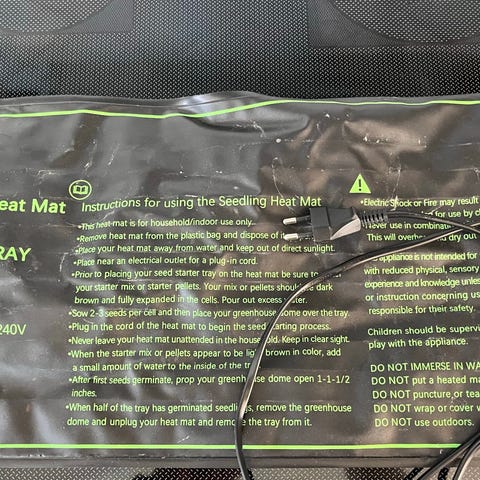 eat Mat
RAY
240V
Instructions for using the Seedling Heat Mat
•This heat mat is for household/indoor use only.
•Remove heat mat from the plastic bag and dispose of
•Place your heat mat away from water and keep out of direct sunlight.
•Place near an electrical outlet for a plug-in cord.
•Prior to placing your seed starter tray on the heat mat be sure to
your starter mix or starter pellets. Your mix or pellets should dark
brown and fully expanded in the cells. Pour out excess
•Sow 2-3 seeds per cell and then place your greenhouse dome over the tray.
•Plug in the cord of the heat mat to begin the seed starting process.
•Never leave your heat mat unattended in the household. Keep in clear sight.
•When the starter mix or pellets appear to be light brown in color, add
a small amount of water to the inside of the
•After first seeds germinate, prop your greenhouse dome open 1-1-1/2
inches.
•When half of the tray has germinated seedlings, remove the greenhouse
dome and unplug your heat mat and remove the tray from it.
•Electric Shock or Fire may result
for use by
Never use in combina
This will dry out
appliance is not intended for
with reduced physical, sensory
experience and knowledge unles
or instruction concerning us
responsible for their safety.
Children should be supervi
play with the appliance.
DO NOT IMMERSE IN WA
DO NOT put a heated ma
DO NOT puncture, or tea
DO NOT wrap or cover w
DO NOT use outdoors.